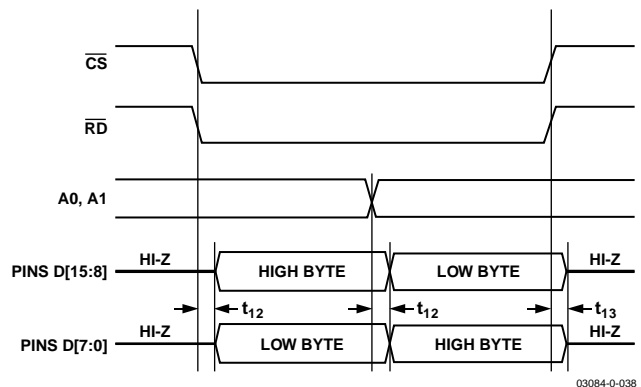 CS
RD
A0, A1
HI-Z HIGH BYTE LOW BYTE HI-Z
PINS D[15:8]
t12 t12 t13
HI-Z LOW BYTE HIGH BYTE HI-Z
PINS D[7:0]
03084-0-038